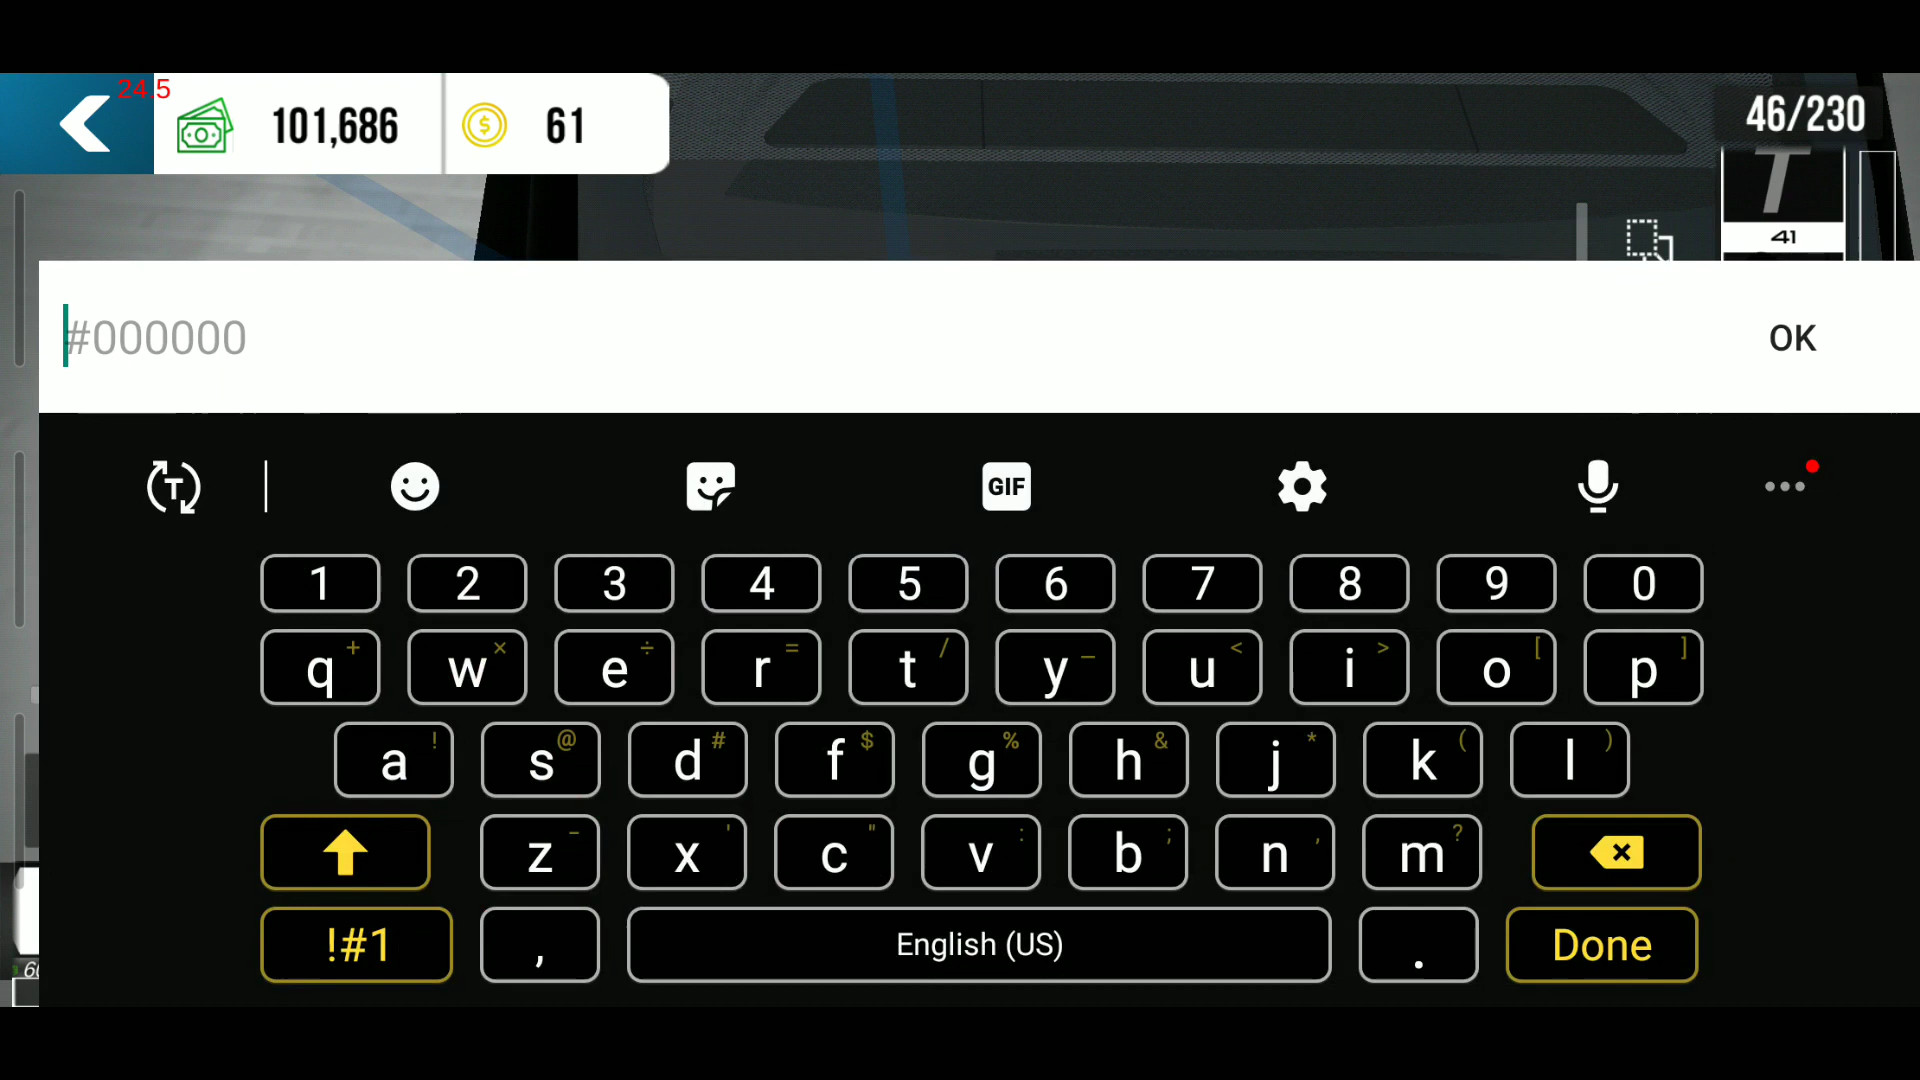 24.5
101,686
61
46/230
T
41
#000000
OK
T
GIF
1 2 3 4 5 6 7 8 9 0
q + w × e ÷ r = t / y _ u < i > o [ p ]
a ! s @ d # f $ g % h & j * k ( l )
z - x ' c " v : b ; n , m ?
!#1 , English (US) . Done